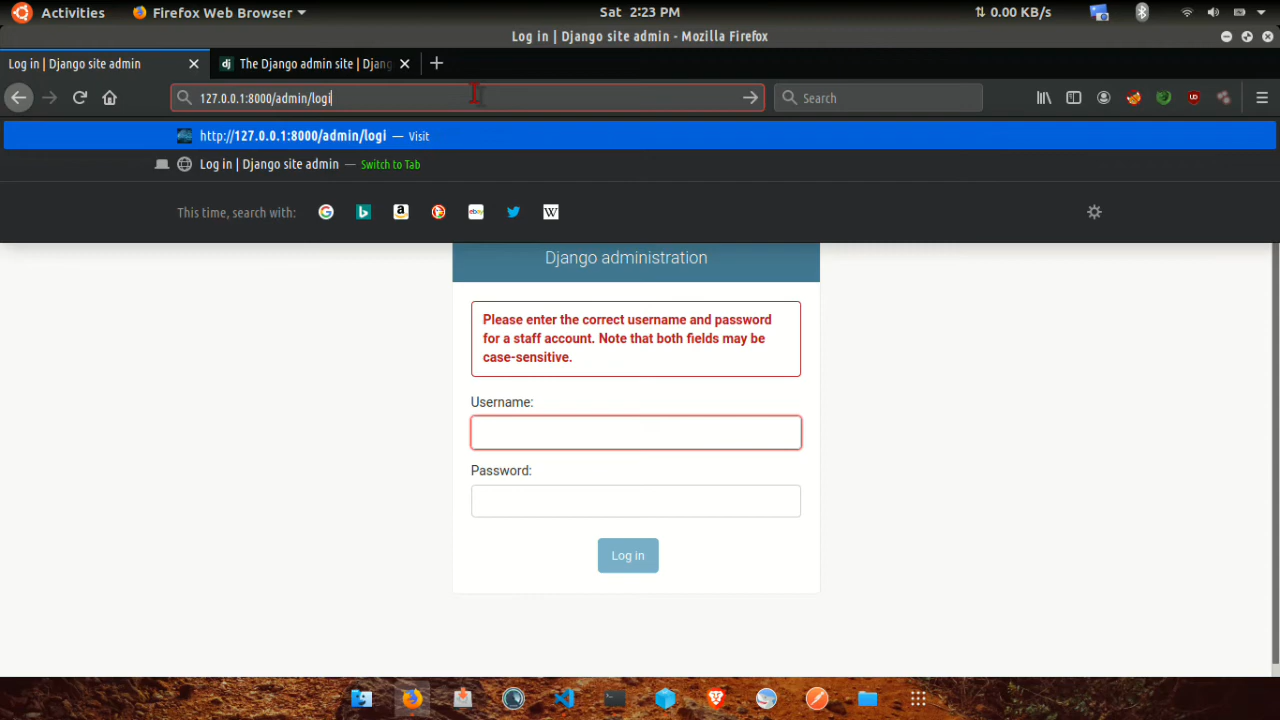 Activities Firefox Web Browser Sat 2:23 PM 0.00 KB/s
Log in | Django site admin - Mozilla Firefox
Log in | Django site admin dj The Django admin site | Djang
127.0.0.1:8000/admin/logi Search
http://127.0.0.1:8000/admin/logi — Visit
Log in | Django site admin — Switch to Tab
This time, search with:
Django administration
Please enter the correct username and password
for a staff account. Note that both fields may be
case-sensitive.
Username:
Password:
Log in